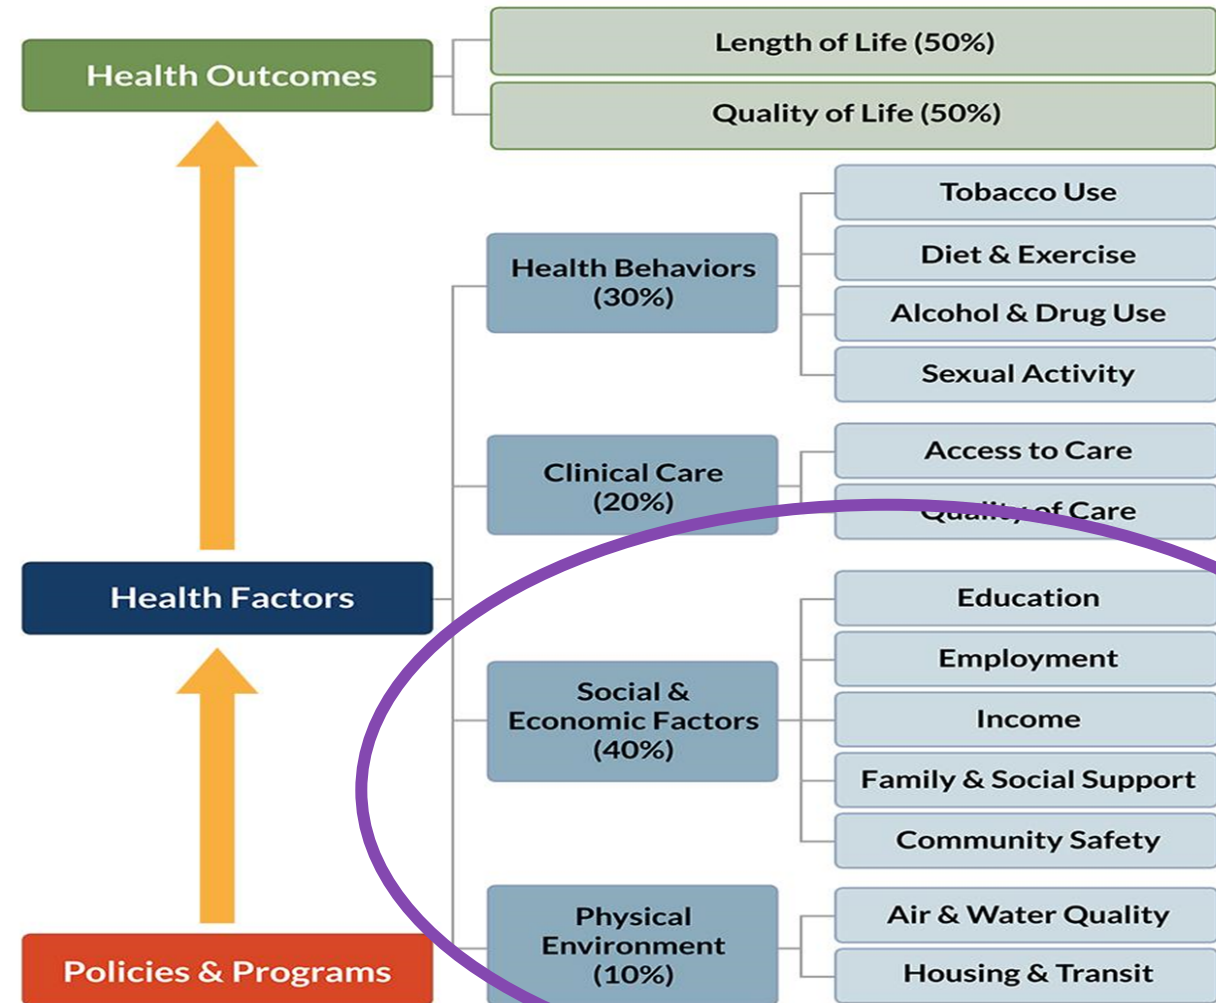 Health Outcomes
Length of Life (50%)
Quality of Life (50%)
Health Factors
Health Behaviors
(30%)
Tobacco Use
Diet & Exercise
Alcohol & Drug Use
Sexual Activity
Clinical Care
(20%)
Access to Care
Quality of Care
Social &
Economic Factors
(40%)
Education
Employment
Income
Family & Social Support
Community Safety
Physical
Environment
(10%)
Air & Water Quality
Housing & Transit
Policies & Programs